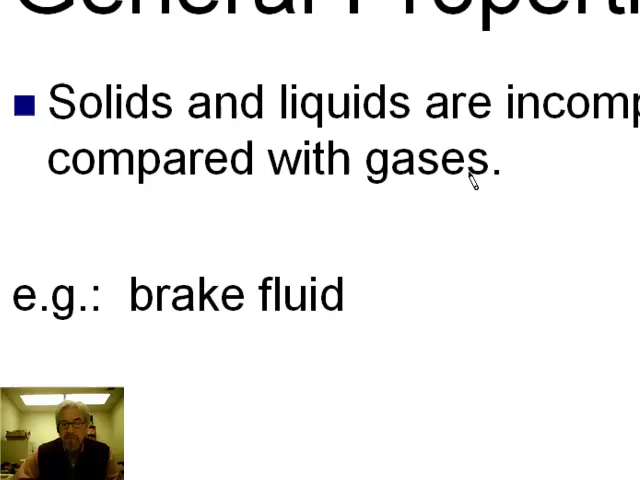 General Properti
Solids and liquids are incomp
compared with gases.
e.g.: brake fluid